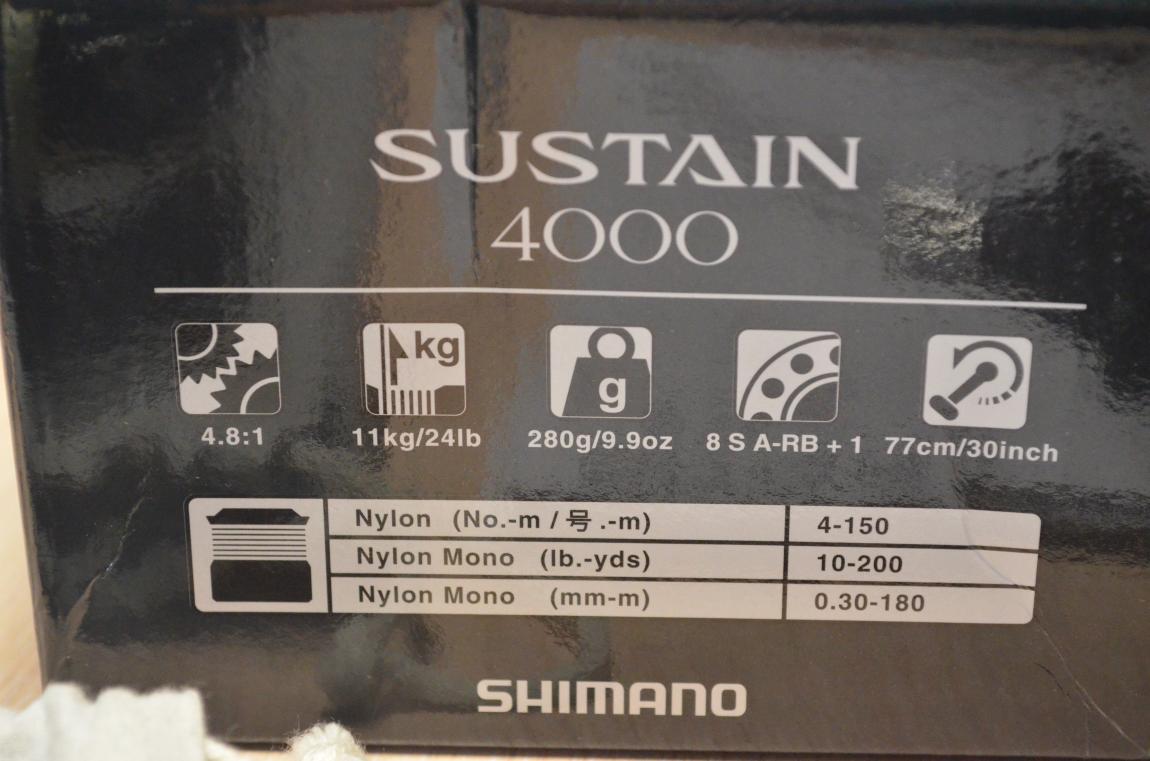 SUSTAIN
4000
kg
g
4.8:1 11kg/24lb 280g/9.9oz 8 S A-RB + 1 77cm/30inch
Nylon (No.-m / 号 .-m) 4-150
Nylon Mono (lb.-yds) 10-200
Nylon Mono (mm-m) 0.30-180
SHIMANO